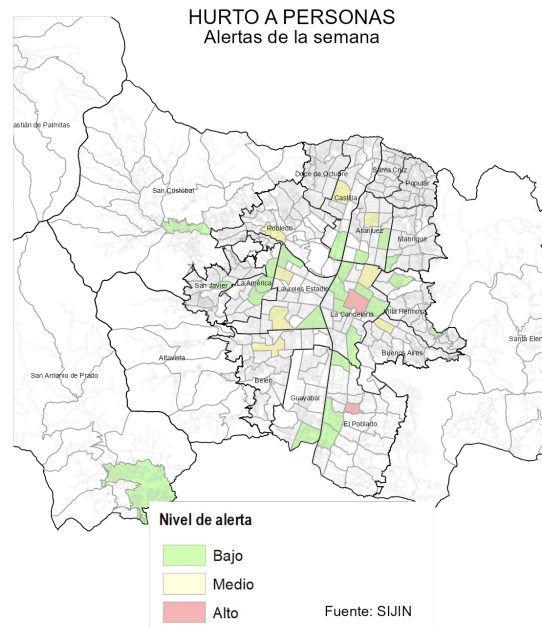 HURTO A PERSONAS
Alertas de la semana
astián de Palmitas
San Cristóbal
Doce de Octubre
Santa Cruz
Popular
Castilla
Robledo
Aranjuez
Manrique
San Javier
La América
Laureles Estadio
La Candelaria
Villa Hermosa
Santa Elen
Altavista
Buenos Aires
San Antonio de Prado
Belén
Guayabal
El Poblado
Nivel de alerta
Bajo
Medio
Alto
Fuente: SIJIN